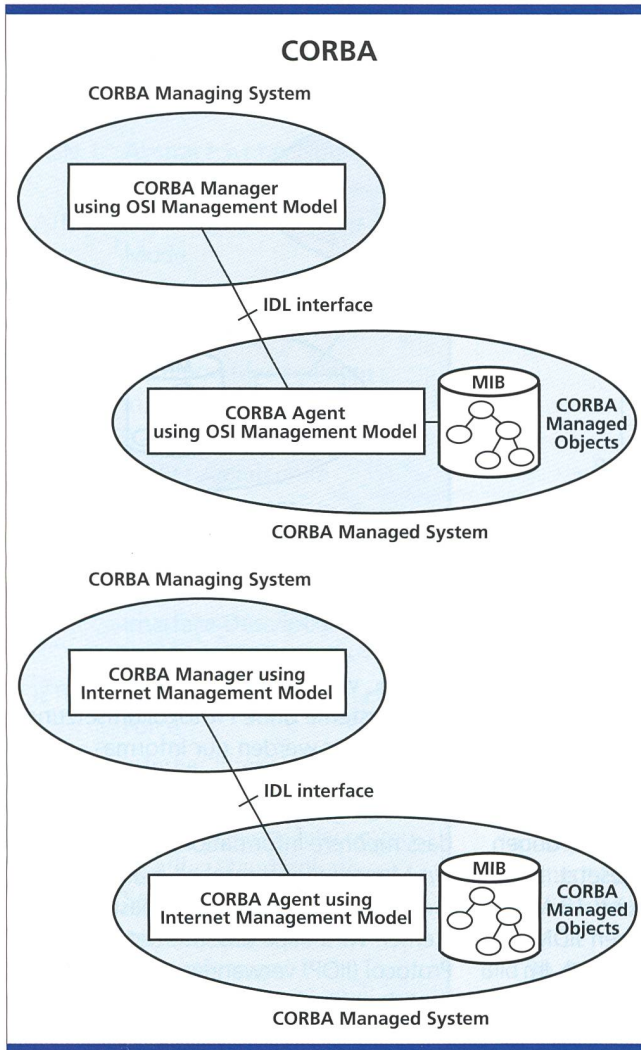 CORBA
CORBA Managing System
CORBA Manager
using OSI Management Model
IDL interface
MIB
CORBA Agent
using OSI Management Model
CORBA
Managed
Objects
CORBA Managed System
CORBA Managing System
CORBA Manager using
Internet Management Model
IDL interface
MIB
CORBA Agent using
Internet Management Model
CORBA
Managed
Objects
CORBA Managed System